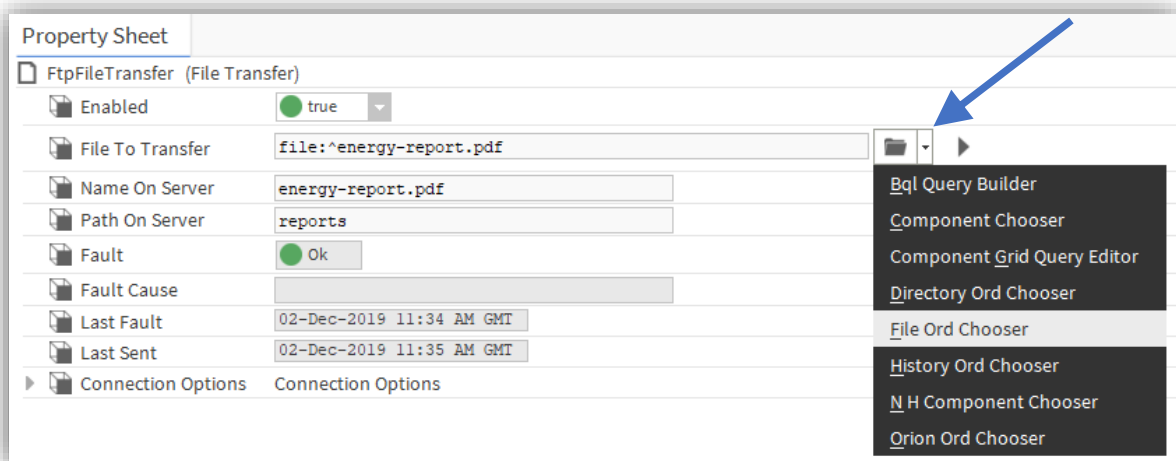 Property Sheet
FtpFileTransfer (File Transfer)
Enabled true
File To Transfer file:^energy-report.pdf
Name On Server energy-report.pdf
Path On Server reports
Fault Ok
Fault Cause
Last Fault 02-Dec-2019 11:34 AM GMT
Last Sent 02-Dec-2019 11:35 AM GMT
Connection Options Connection Options
Bql Query Builder
Component Chooser
Component Grid Query Editor
Directory Ord Chooser
File Ord Chooser
History Ord Chooser
N H Component Chooser
Orion Ord Chooser